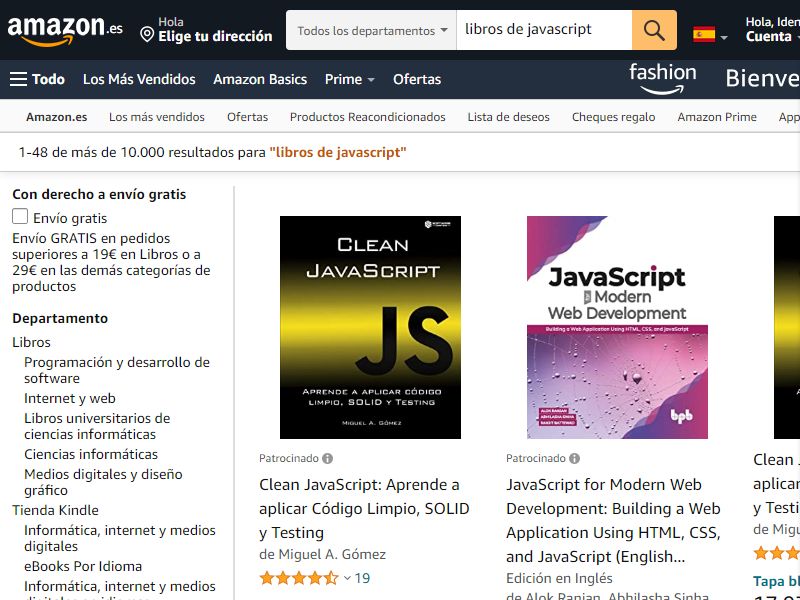 amazon.es
Hola
Elige tu dirección
Todos los departamentos
libros de javascript
Hola, Iden
Cuenta
Todo
Los Más Vendidos
Amazon Basics
Prime
Ofertas
fashion
Bienve
Amazon.es
Los más vendidos
Ofertas
Productos Reacondicionados
Lista de deseos
Cheques regalo
Amazon Prime
App
1-48 de más de 10.000 resultados para "libros de javascript"
Con derecho a envío gratis
Envío gratis
Envío GRATIS en pedidos
superiores a 19€ en Libros o a
29€ en las demás categorías de
productos
Departamento
Libros
Programación y desarrollo de
software
Internet y web
Libros universitarios de
ciencias informáticas
Ciencias informáticas
Medios digitales y diseño
gráfico
Tienda Kindle
Informática, internet y medios
digitales
eBooks Por Idioma
Informática, internet y medios
CLEAN
JAVASCRIPT
JS
APRENDE A APLICAR CÓDIGO
LIMPIO, SOLID Y TESTING
MIGUEL A. GÓMEZ
Patrocinado
Clean JavaScript: Aprende a
aplicar Código Limpio, SOLID
y Testing
de Miguel A. Gómez
19
JavaScript
for Modern
Web Development
Building a Web Application Using HTML, CSS, and JavaScript
ALOK RANJAN
ABHILASHA SINHA
RANJIT BATTEWAD
bpb
Patrocinado
JavaScript for Modern Web
Development: Building a Web
Application Using HTML, CSS,
and JavaScript (English...
Edición en Inglés
de Alok Ranjan, Abhilasha Sinha
Clean
aplicar
y Testi
de Migu
Tapa bl